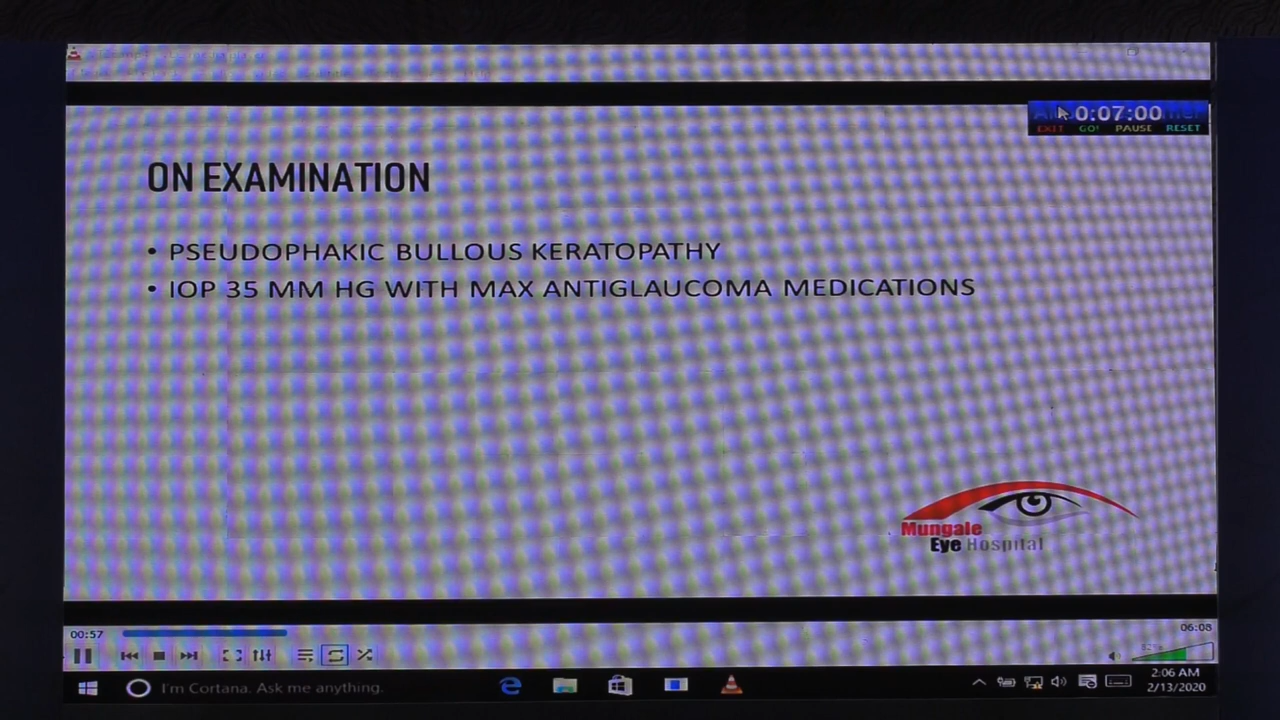 0:07:00
EXIT GO! PAUSE RESET
ON EXAMINATION
• PSEUDOPHAKIC BULLOUS KERATOPATHY
• IOP 35 MM HG WITH MAX ANTIGLAUCOMA MEDICATIONS
Mungale
Eye Hospital
00:57
06:08
I'm Cortana. Ask me anything.
2:06 AM
2/13/2020